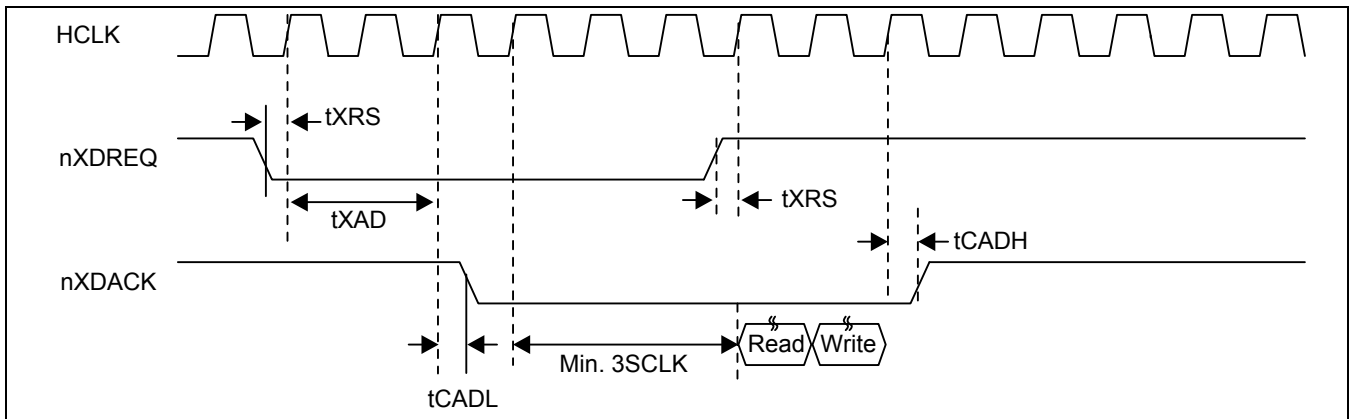 HCLK
tXRS
nXDREQ
tXAD
tXRS
tCADH
nXDACK
Read
Write
Min. 3SCLK
tCADL